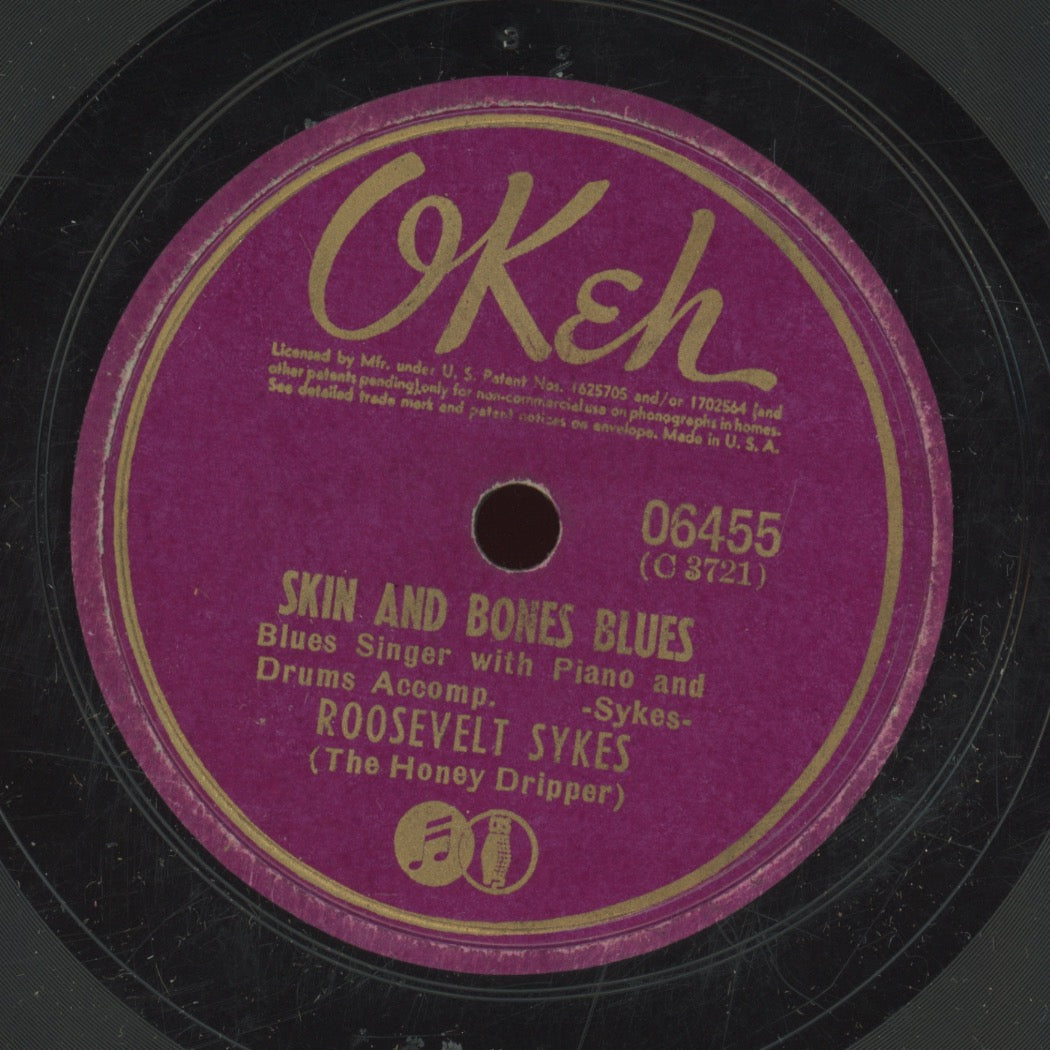 3
OKeh
Licensed by Mfr. under U. S. Patent Nos. 1625705 and/or 1702564 (and
other patents pending) only for non-commercial use on phonographs in homes.
See detailed trade mark and patent notices on envelope. Made in U. S. A.
06455
(C 3721)
SKIN AND BONES BLUES
Blues Singer with Piano and
Drums Accomp. -Sykes-
ROOSEVELT SYKES
(The Honey Dripper)